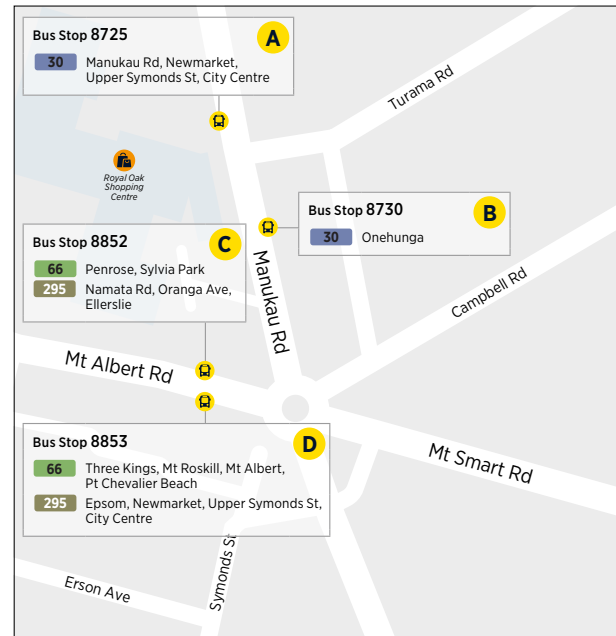 Bus Stop 8725
A
30 Manukau Rd, Newmarket,
Upper Symonds St, City Centre
Turama Rd
Royal Oak
Shopping
Centre
Bus Stop 8730
B
30 Onehunga
Bus Stop 8852
C
66 Penrose, Sylvia Park
295 Namata Rd, Oranga Ave,
Ellerslie
Manukau Rd
Campbell Rd
Mt Albert Rd
Bus Stop 8853
D
66 Three Kings, Mt Roskill, Mt Albert,
Pt Chevalier Beach
295 Epsom, Newmarket, Upper Symonds St,
City Centre
Mt Smart Rd
Symonds St
Erson Ave